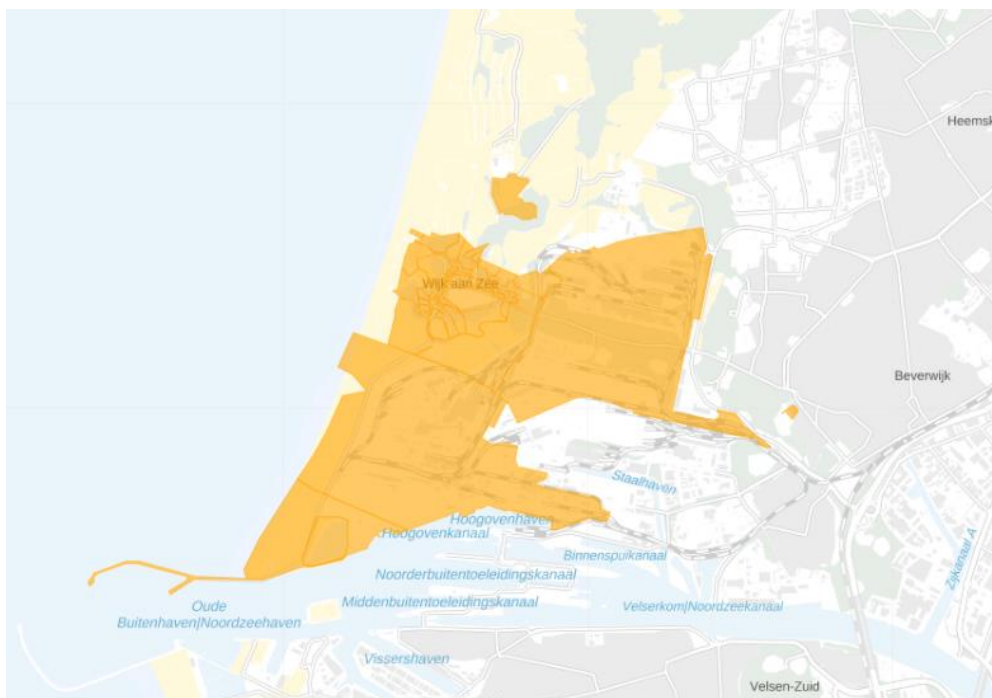 Heemsk
Wijk aan Zee
Beverwijk
Staalhaven
Hoogovenhaven
Hoogovenkanaal
Binnenspuikanaal
Zijkanaal A
Noorderbuitentoeleidingskanaal
Oude
Buitenhaven|Noordzeehaven
Middenbuitentoeleidingskanaal
Velserkom|Noordzeekanaal
Vissershaven
Velsen-Zuid